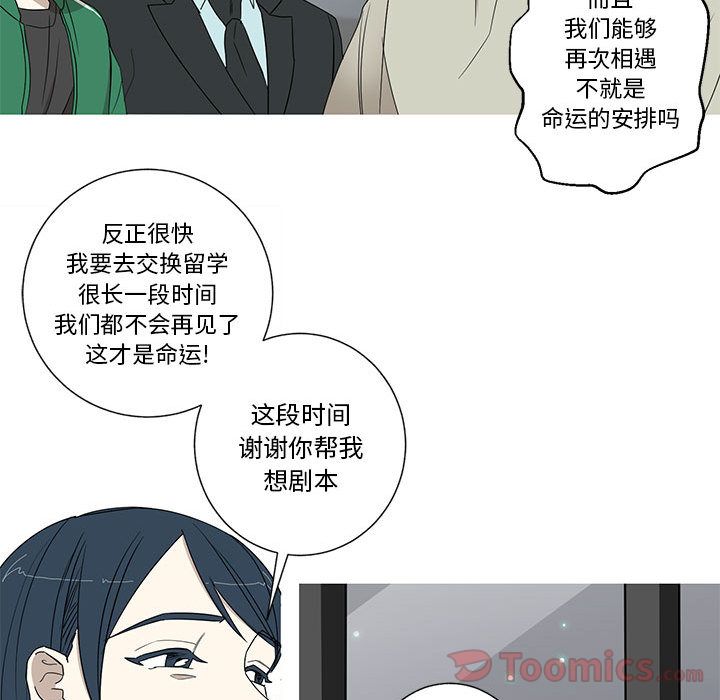 而且
我们能够
再次相遇
不就是
命运的安排吗
反正很快
我要去交换留学
很长一段时间
我们都不会再见了
这才是命运!
这段时间
谢谢你帮我
想剧本
Toomics.com